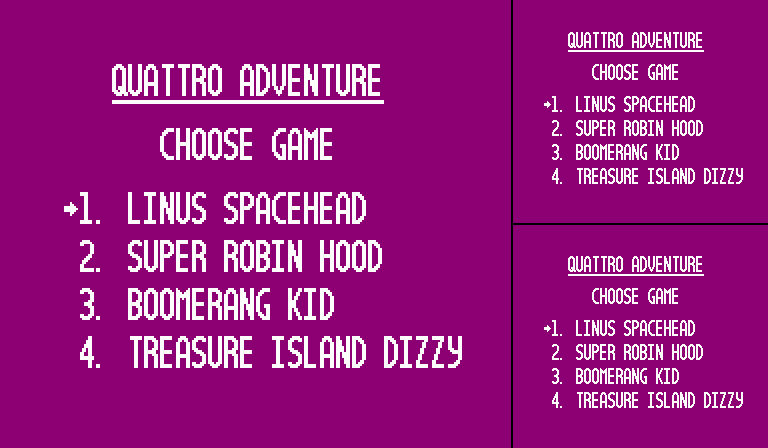 QUATTRO ADVENTURE
CHOOSE GAME
→1. LINUS SPACEHEAD
2. SUPER ROBIN HOOD
3. BOOMERANG KID
4. TREASURE ISLAND DIZZY
QUATTRO ADVENTURE
CHOOSE GAME
→1. LINUS SPACEHEAD
2. SUPER ROBIN HOOD
3. BOOMERANG KID
4. TREASURE ISLAND DIZZY
QUATTRO ADVENTURE
CHOOSE GAME
→1. LINUS SPACEHEAD
2. SUPER ROBIN HOOD
3. BOOMERANG KID
4. TREASURE ISLAND DIZZY